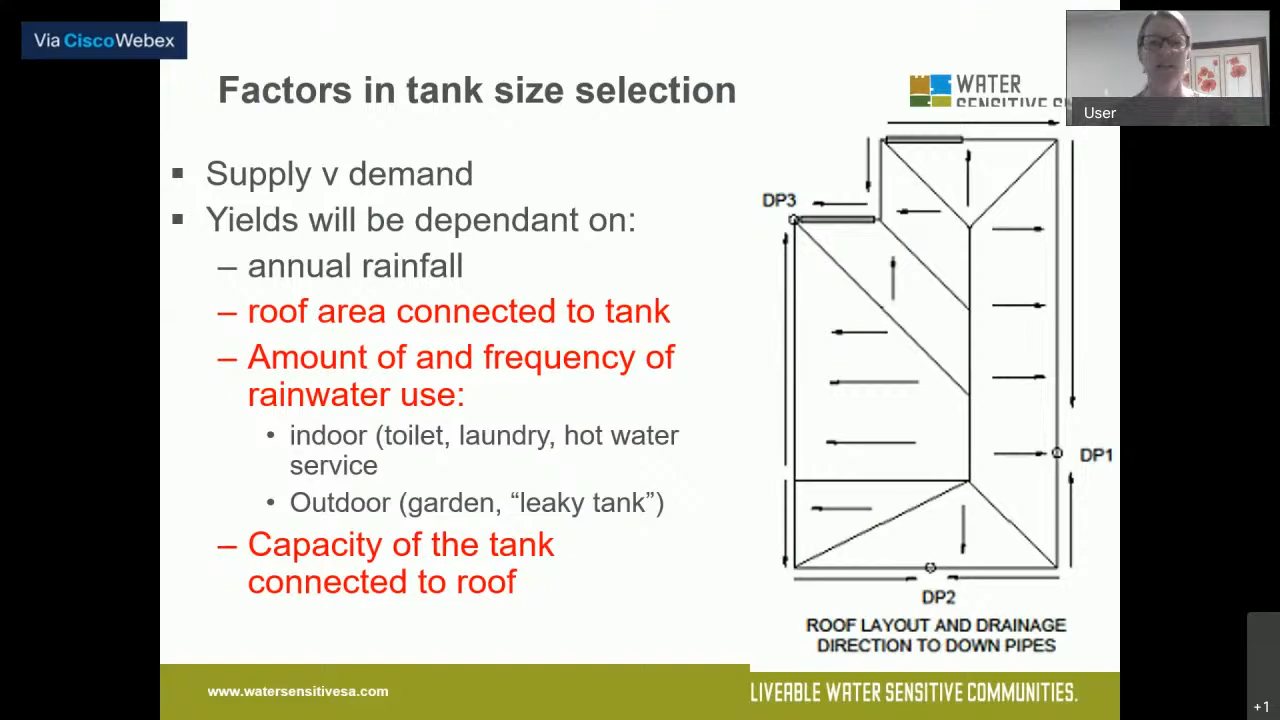 Via CiscoWebex
Factors in tank size selection
WATER
SENSITIVE SA
User
▪ Supply v demand
▪ Yields will be dependant on:
– annual rainfall
– roof area connected to tank
– Amount of and frequency of
rainwater use:
• indoor (toilet, laundry, hot water
service
• Outdoor (garden, “leaky tank”)
– Capacity of the tank
connected to roof
DP3
DP1
DP2
ROOF LAYOUT AND DRAINAGE
DIRECTION TO DOWN PIPES
www.watersensitivesa.com
LIVEABLE WATER SENSITIVE COMMUNITIES.
+1